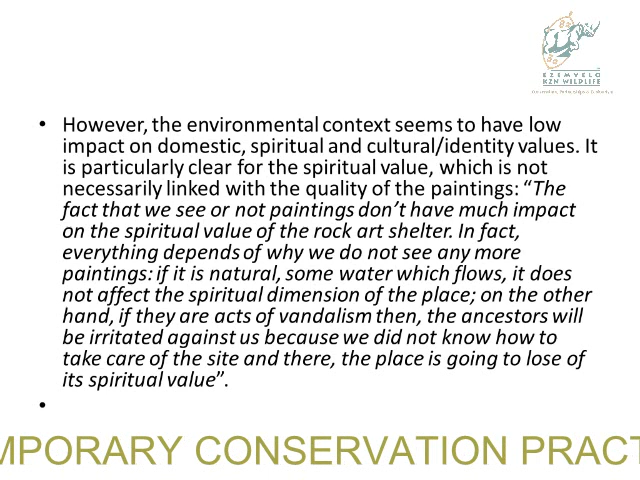 EZEMVELO
KZN WILDLIFE
Conservation, Partnerships & Ecotourism
• However, the environmental context seems to have low
impact on domestic, spiritual and cultural/identity values. It
is particularly clear for the spiritual value, which is not
necessarily linked with the quality of the paintings: “The
fact that we see or not paintings don’t have much impact
on the spiritual value of the rock art shelter. In fact,
everything depends of why we do not see any more
paintings: if it is natural, some water which flows, it does
not affect the spiritual dimension of the place; on the other
hand, if they are acts of vandalism then, the ancestors will
be irritated against us because we did not know how to
take care of the site and there, the place is going to lose of
its spiritual value”.
•
MPORARY CONSERVATION PRACT